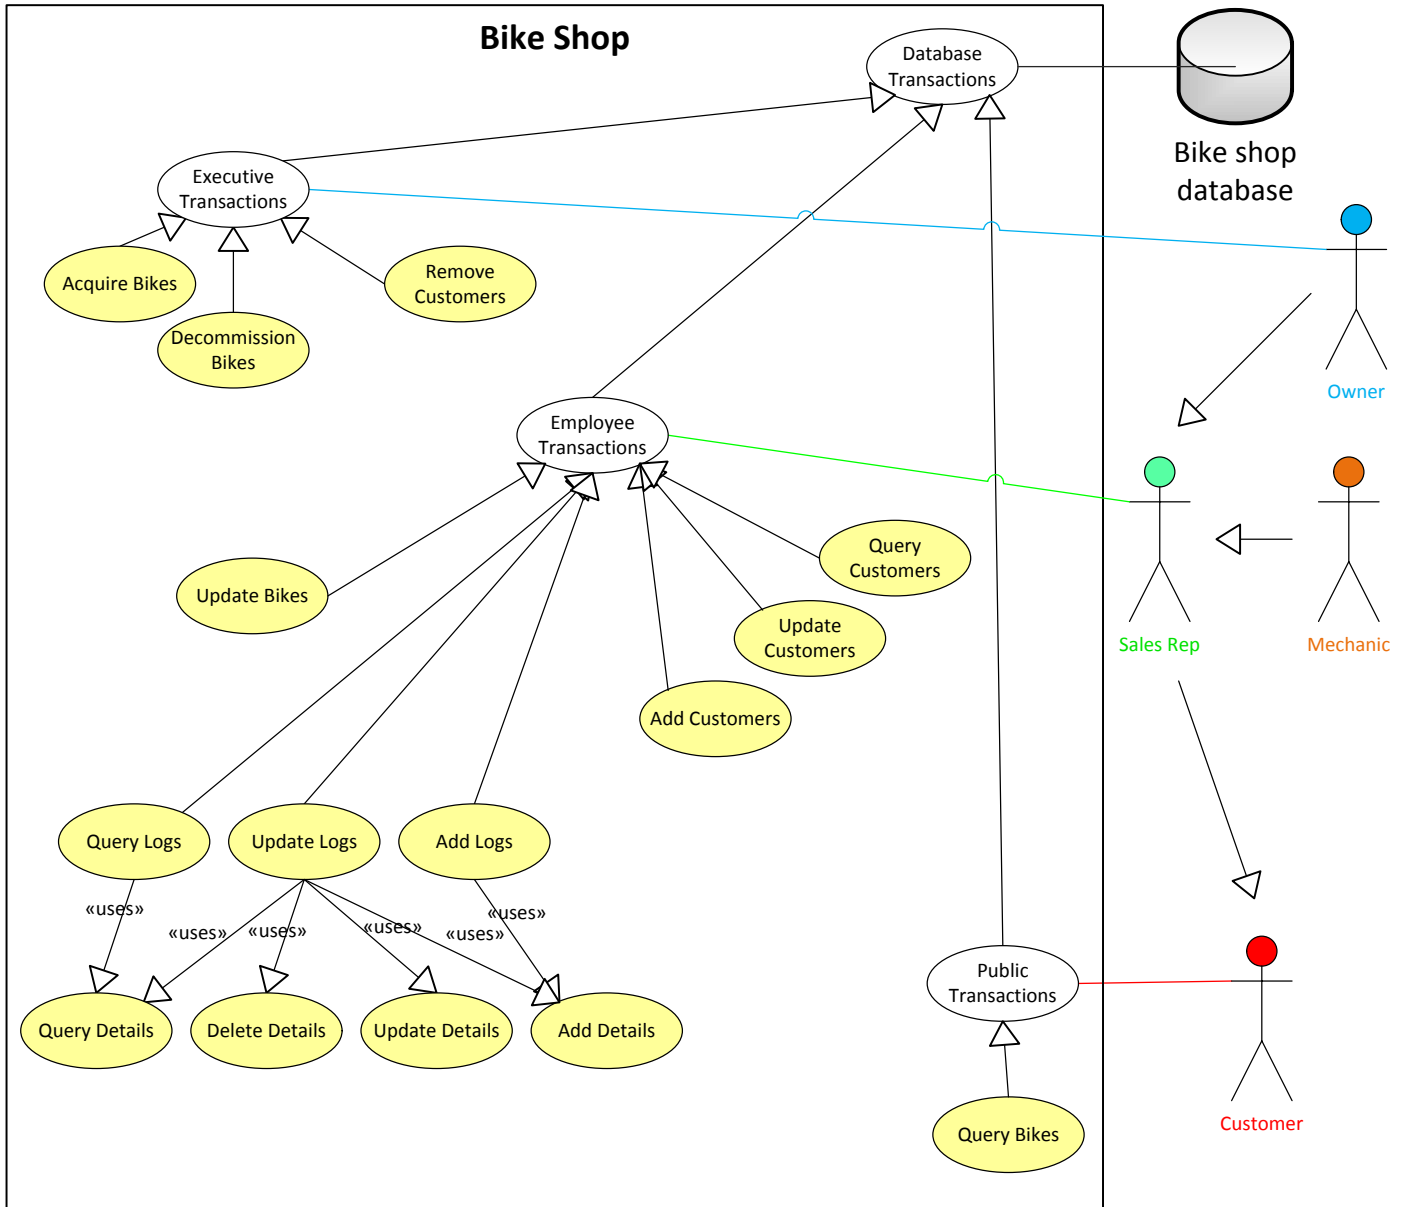 Bike Shop
Database
Transactions
Bike shop
database
Executive
Transactions
Owner
Acquire Bikes
Remove
Customers
Decommission
Bikes
Employee
Transactions
Sales Rep
Mechanic
Update Bikes
Query
Customers
Update
Customers
Add Customers
Query Logs
Update Logs
Add Logs
«uses»
«uses»
«uses»
«uses»
«uses»
«uses»
Query Details
Delete Details
Update Details
Add Details
Public
Transactions
Customer
Query Bikes